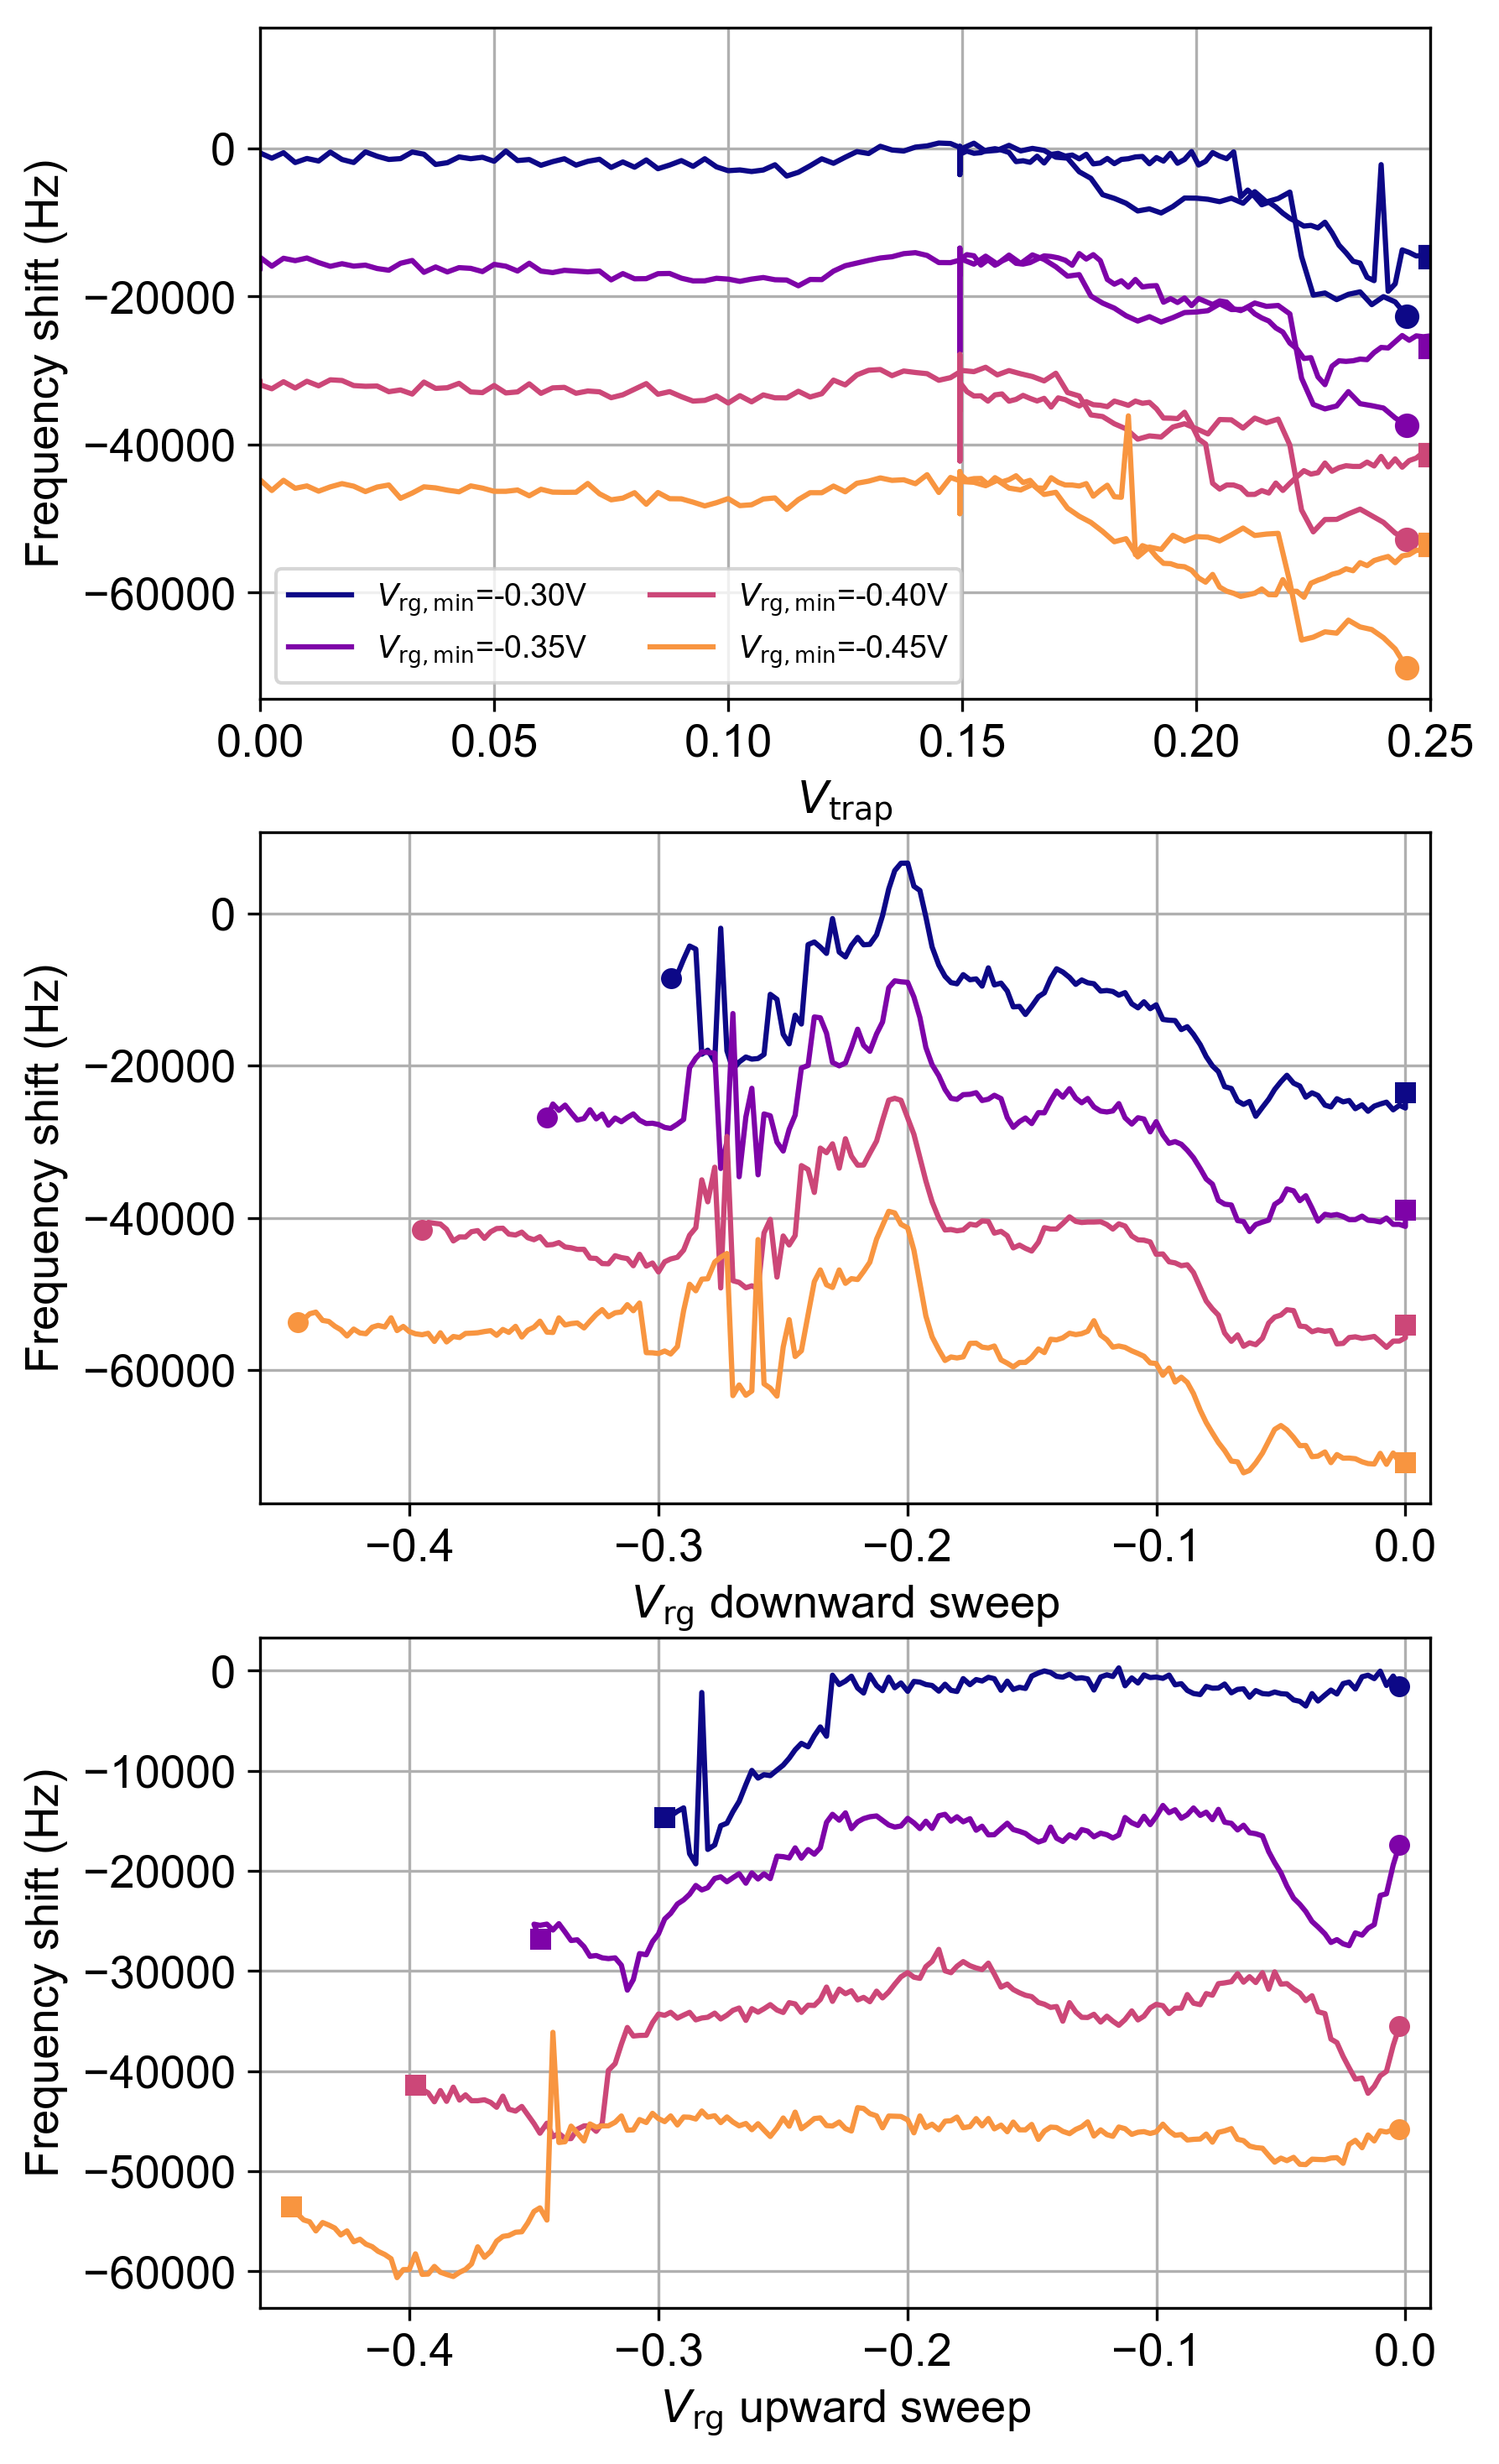 Frequency shift (Hz)
0
−20000
−40000
−60000
V_rg, min=-0.30V
V_rg, min=-0.40V
V_rg, min=-0.35V
V_rg, min=-0.45V
0.00 0.05 0.10 0.15 0.20 0.25
V_trap
Frequency shift (Hz)
0
−20000
−40000
−60000
−0.4 −0.3 −0.2 −0.1 0.0
V_rg downward sweep
Frequency shift (Hz)
0
−10000
−20000
−30000
−40000
−50000
−60000
−0.4 −0.3 −0.2 −0.1 0.0
V_rg upward sweep